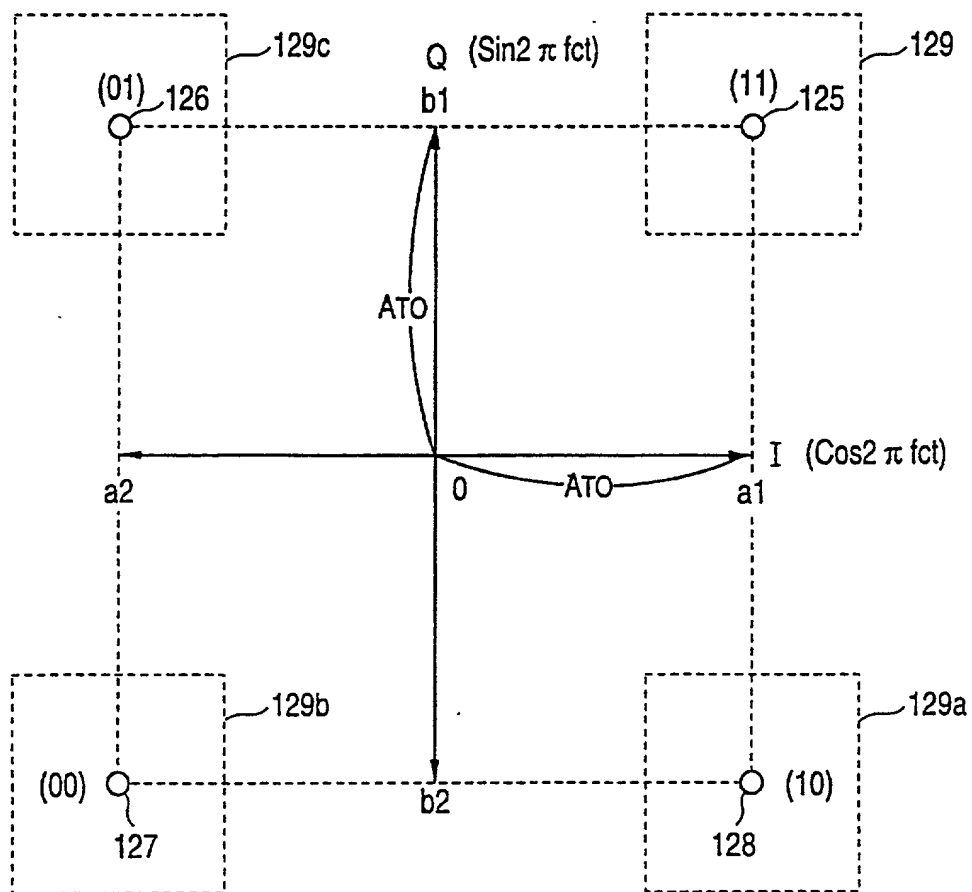 129c
Q (Sin2 π fct)
129
(01)
126
b1
(11)
125
ATO
I (Cos2 π fct)
a2
0
ATO
a1
129b
129a
(00)
b2
(10)
127
128